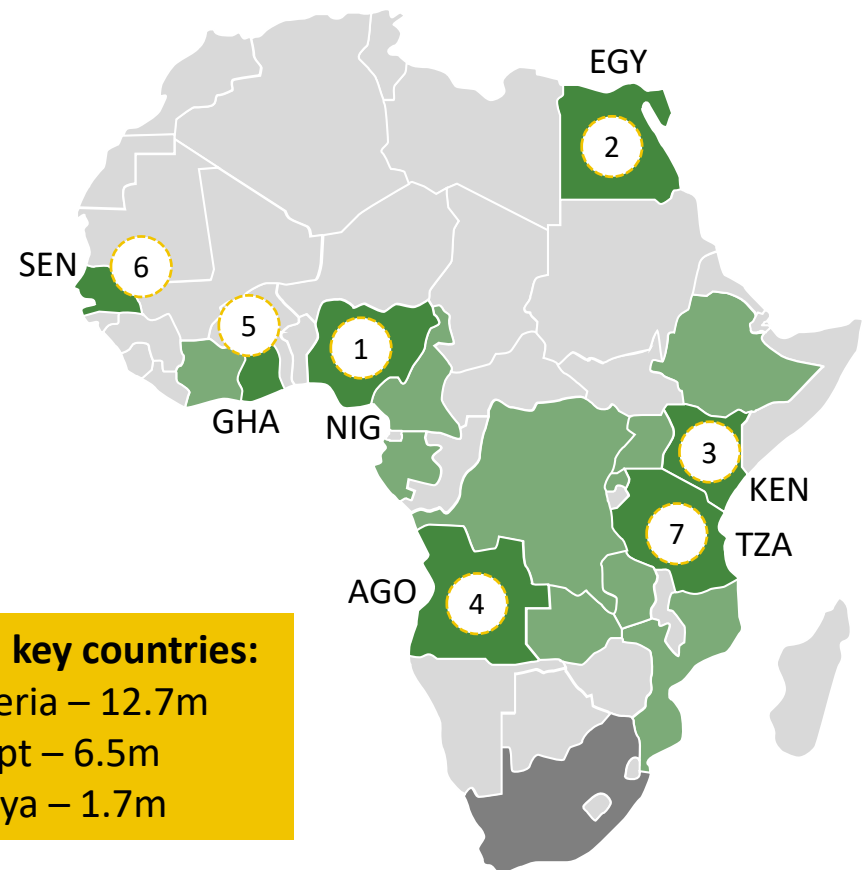 EGY
2
SEN
6
5
1
GHA
NIG
3
KEN
7
TZA
AGO
4
key countries:
eria – 12.7m
pt – 6.5m
ya – 1.7m